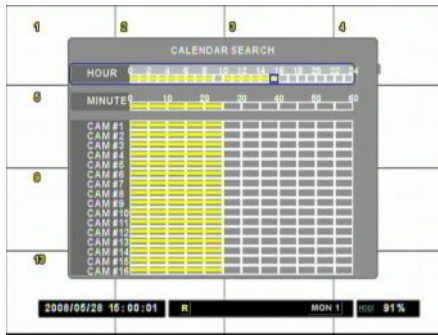 1 2 3 4
CALENDAR SEARCH
HOUR 0 2 4 6 8 10 12 14 16 18 20 22 24
5
MINUTE 0 10 20 30 40 50 60
CAM #1
CAM #2
CAM #3
CAM #4
CAM #5
CAM #6
9
CAM #7
CAM #8
CAM #9
CAM #10
CAM #11
CAM #12
CAM #13
CAM #14
13
CAM #15
CAM #16
2008/05/28 15:00:01 R MON 1 HDD 91%